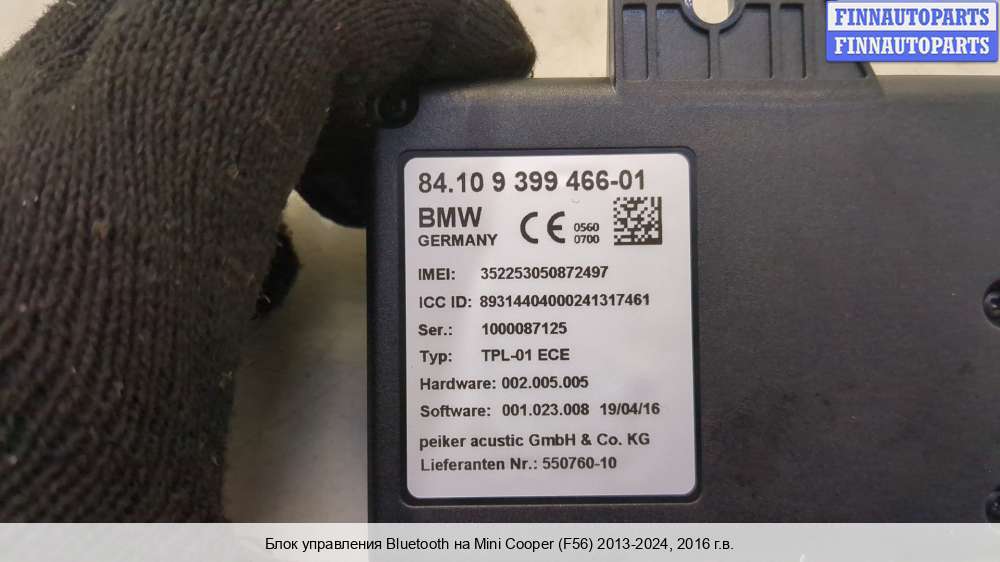 FINNAUTOPARTS
FINNAUTOPARTS
84.10 9 399 466-01
BMW
GERMANY
CE 0560
0700
IMEI: 352253050872497
ICC ID: 89314404000241317461
Ser.: 1000087125
Typ: TPL-01 ECE
Hardware: 002.005.005
Software: 001.023.008 19/04/16
peiker acustic GmbH & Co. KG
Lieferanten Nr.: 550760-10
Блок управления Bluetooth на Mini Cooper (F56) 2013-2024, 2016 г.в.